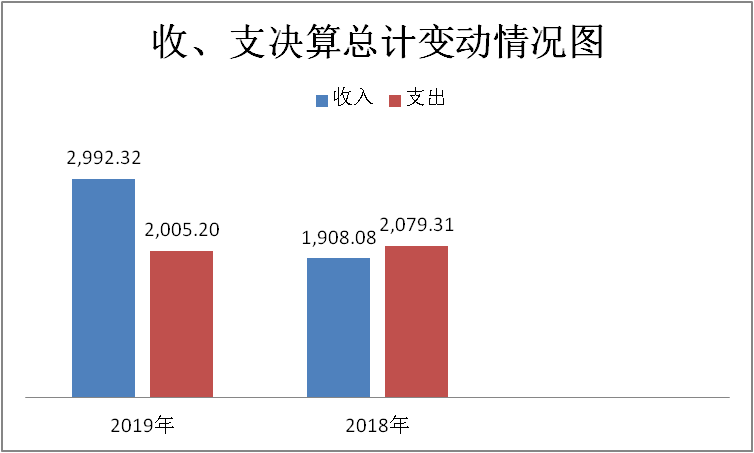 收、支决算总计变动情况图
收入 支出
2,992.32
2,005.20
1,908.08
2,079.31
2019年
2018年